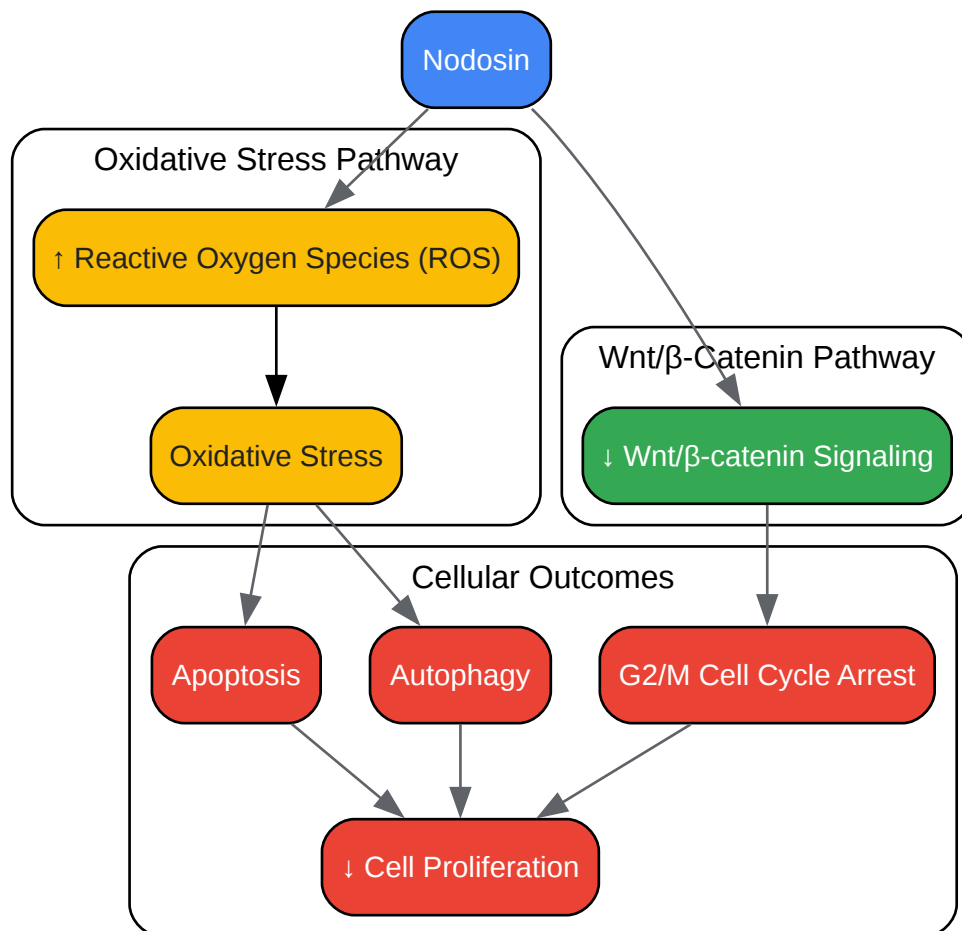 Nodosin
Oxidative Stress Pathway
↑ Reactive Oxygen Species (ROS)
Wnt/β-Catenin Pathway
Oxidative Stress
↓ Wnt/β-catenin Signaling
Cellular Outcomes
Apoptosis
Autophagy
G2/M Cell Cycle Arrest
↓ Cell Proliferation